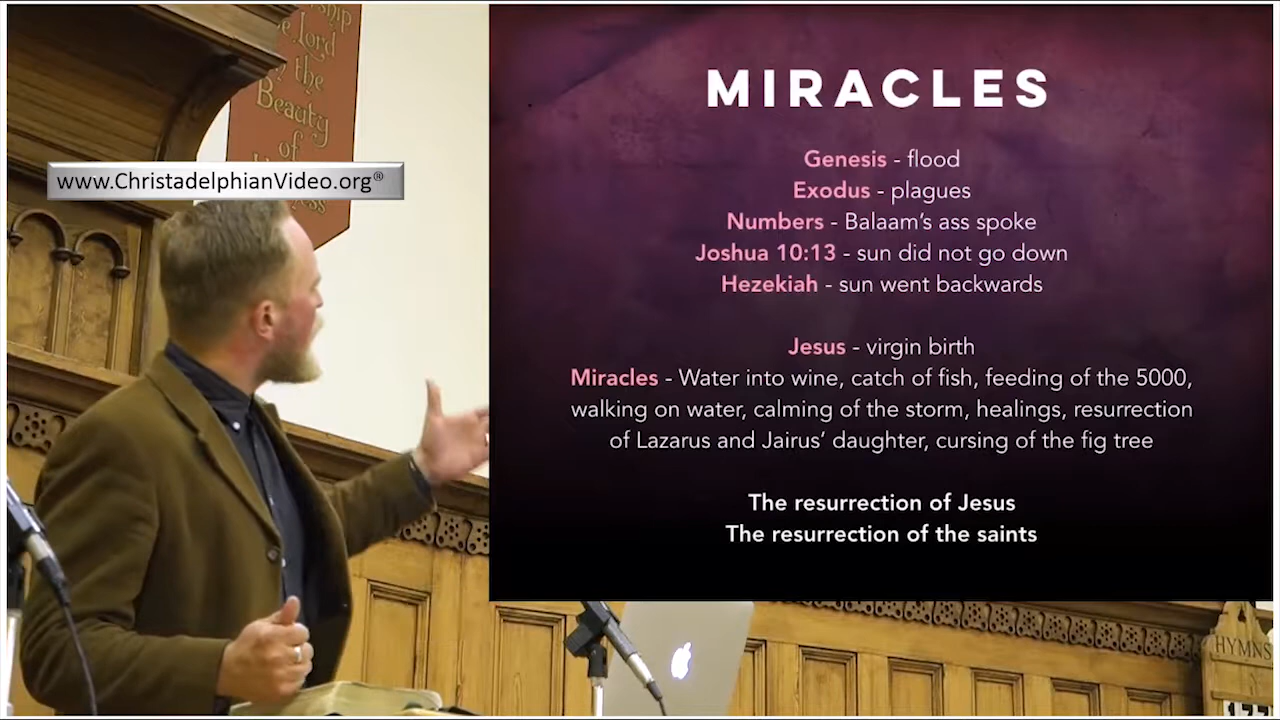 ship
e Lord
the
Beauty
of
ess
www.ChristadelphianVideo.org®
MIRACLES
Genesis - flood
Exodus - plagues
Numbers - Balaam's ass spoke
Joshua 10:13 - sun did not go down
Hezekiah - sun went backwards
Jesus - virgin birth
Miracles - Water into wine, catch of fish, feeding of the 5000,
walking on water, calming of the storm, healings, resurrection
of Lazarus and Jairus' daughter, cursing of the fig tree
The resurrection of Jesus
The resurrection of the saints
HYMNS